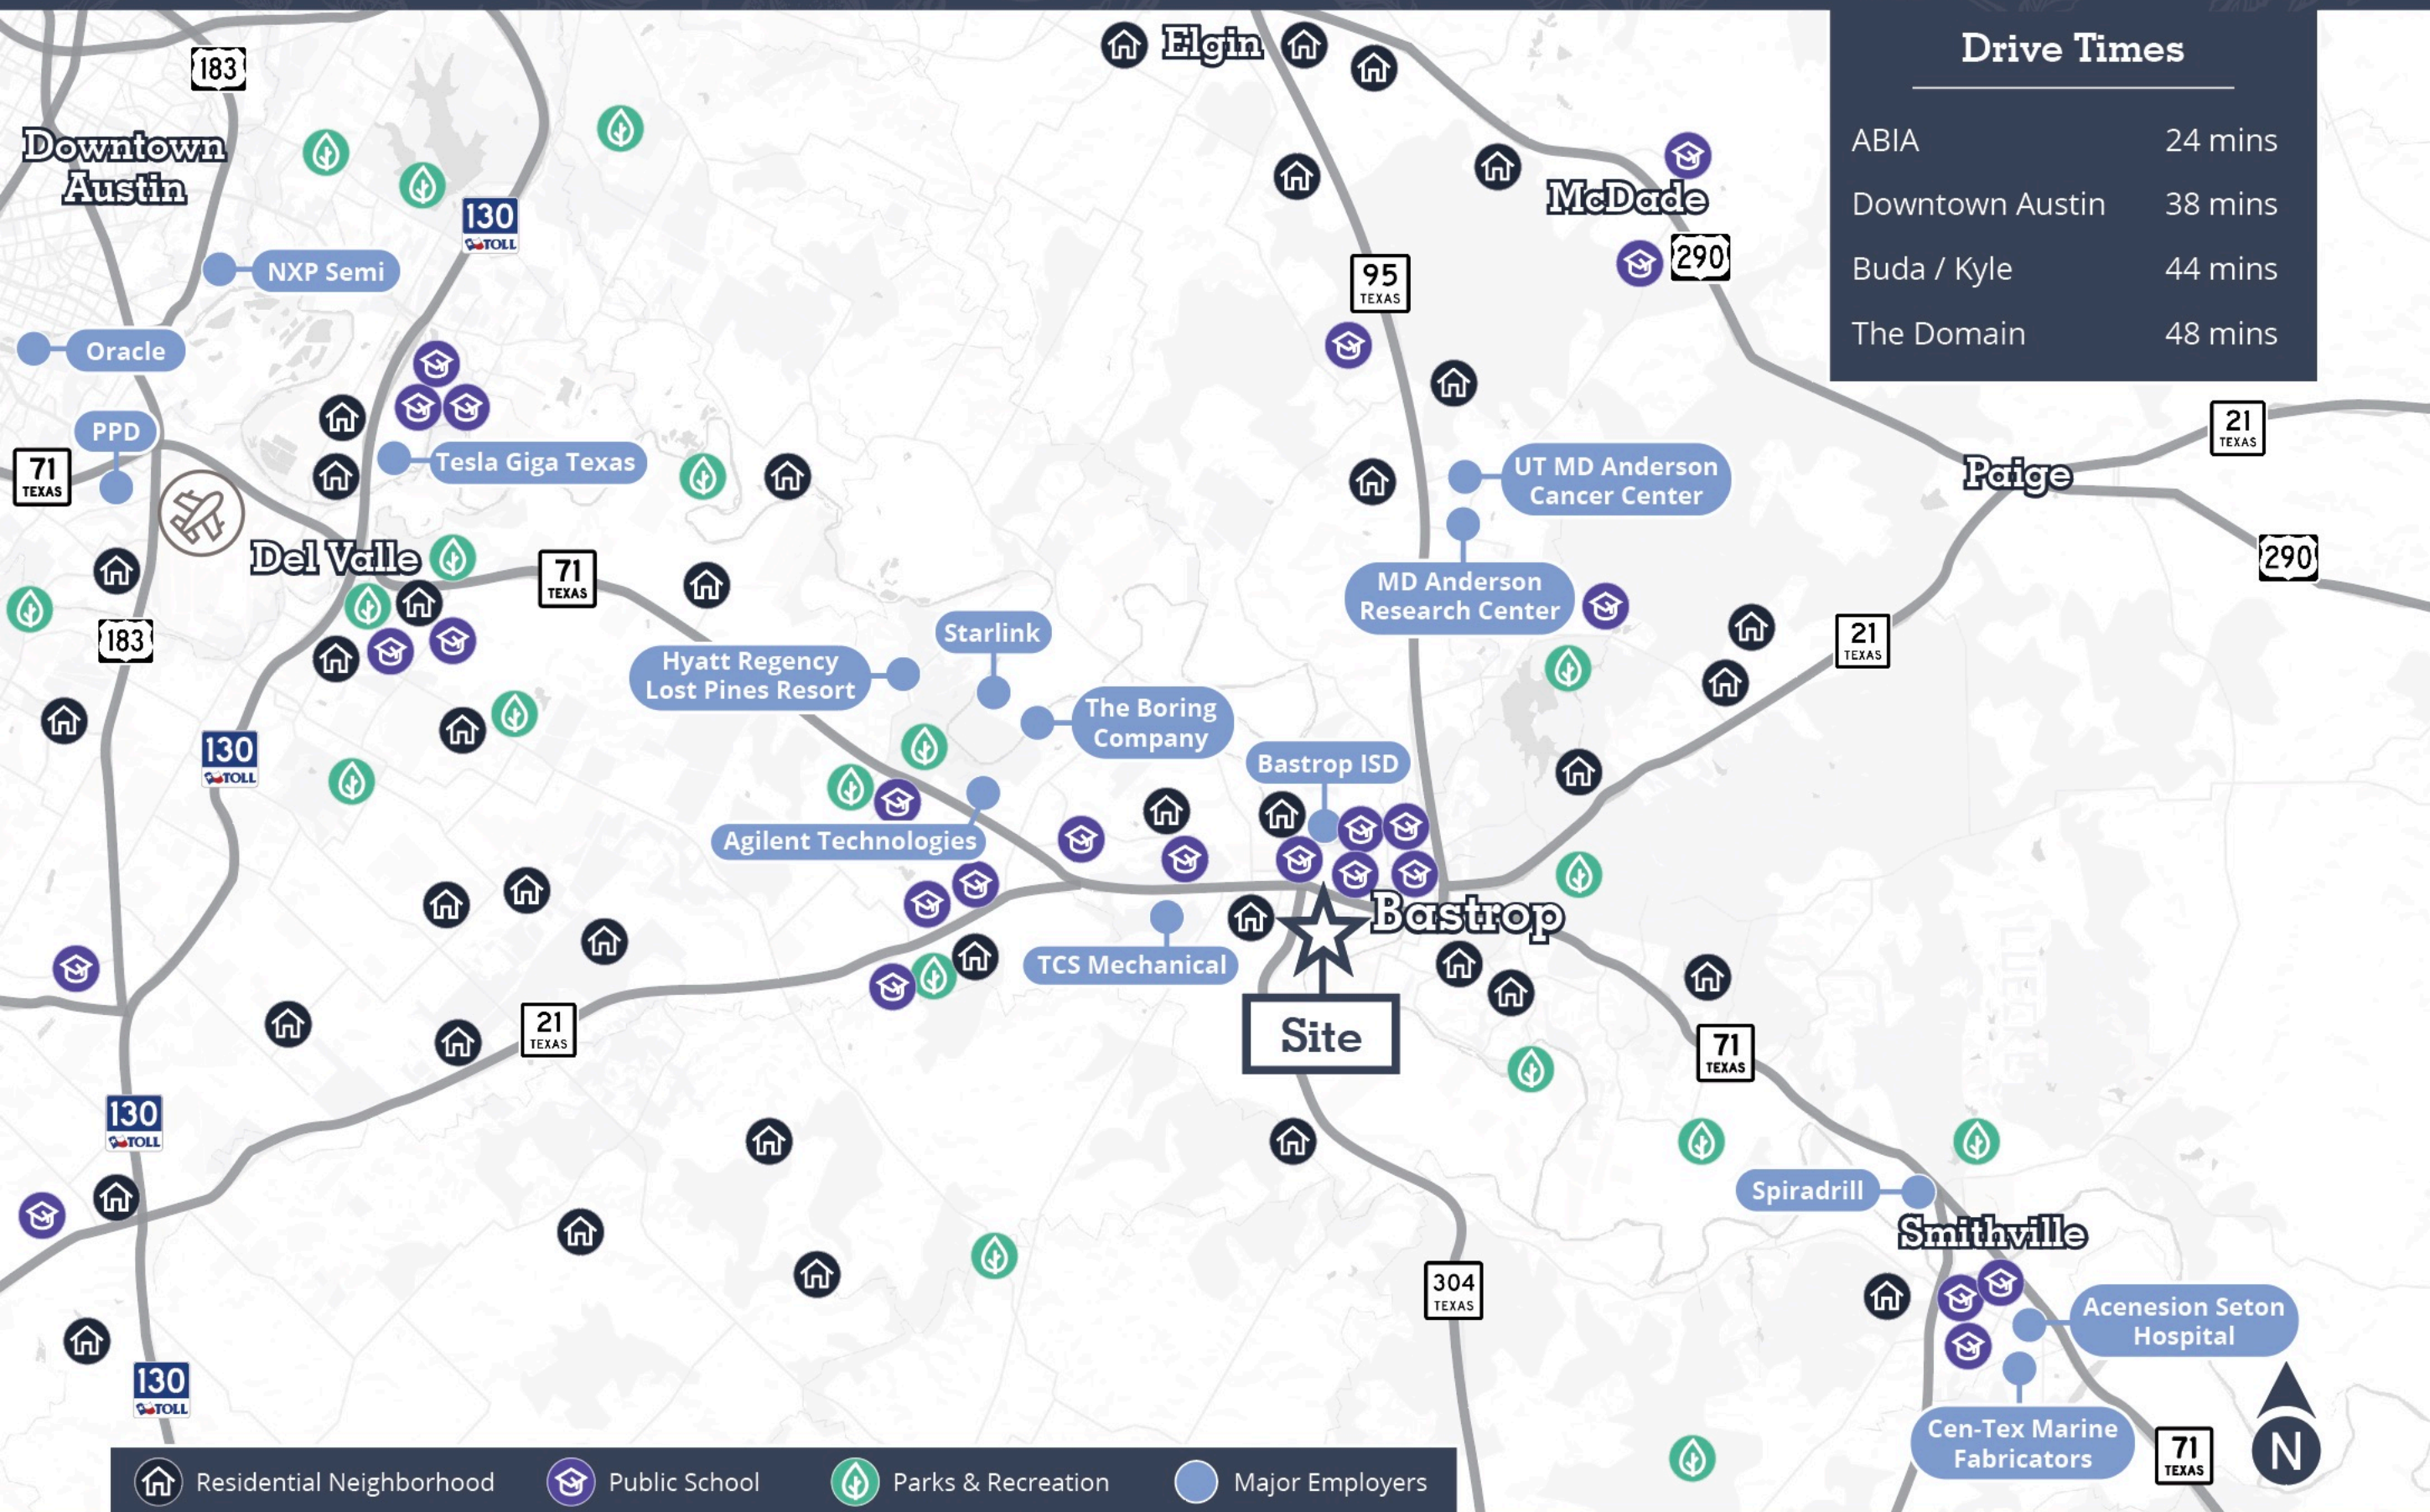 Elgin
Drive Times
ABIA 24 mins
Downtown Austin 38 mins
Buda / Kyle 44 mins
The Domain 48 mins
183
Downtown
Austin
130
TOLL
McDade
290
NXP Semi
95
TEXAS
Oracle
PPD
71
TEXAS
Tesla Giga Texas
UT MD Anderson
Cancer Center
21
TEXAS
Paige
290
Del Valle
71
TEXAS
MD Anderson
Research Center
183
Starlink
21
TEXAS
Hyatt Regency
Lost Pines Resort
The Boring
Company
130
TOLL
Bastrop ISD
Agilent Technologies
Bastrop
TCS Mechanical
Site
21
TEXAS
71
TEXAS
130
TOLL
Spiradrill
Smithville
304
TEXAS
Acenesion Seton
Hospital
130
TOLL
Cen-Tex Marine
Fabricators
71
TEXAS
N
Residential Neighborhood
Public School
Parks & Recreation
Major Employers